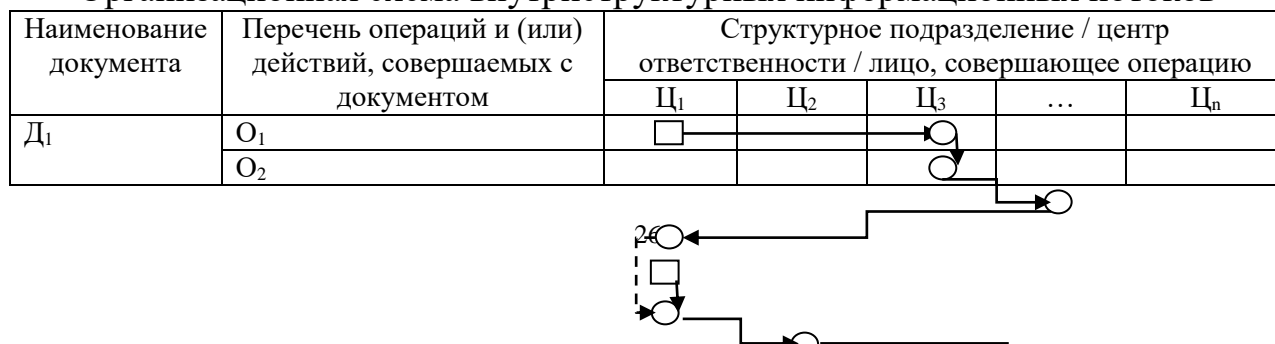 Организационная схема внутриструктурных информационных потоков
Наименование документа
Перечень операций и (или) действий, совершаемых с документом
Структурное подразделение / центр
ответственности / лицо, совершающее операцию
Ц₁ Ц₂ Ц₃ … Цₙ
Д₁ О₁
О₂
26